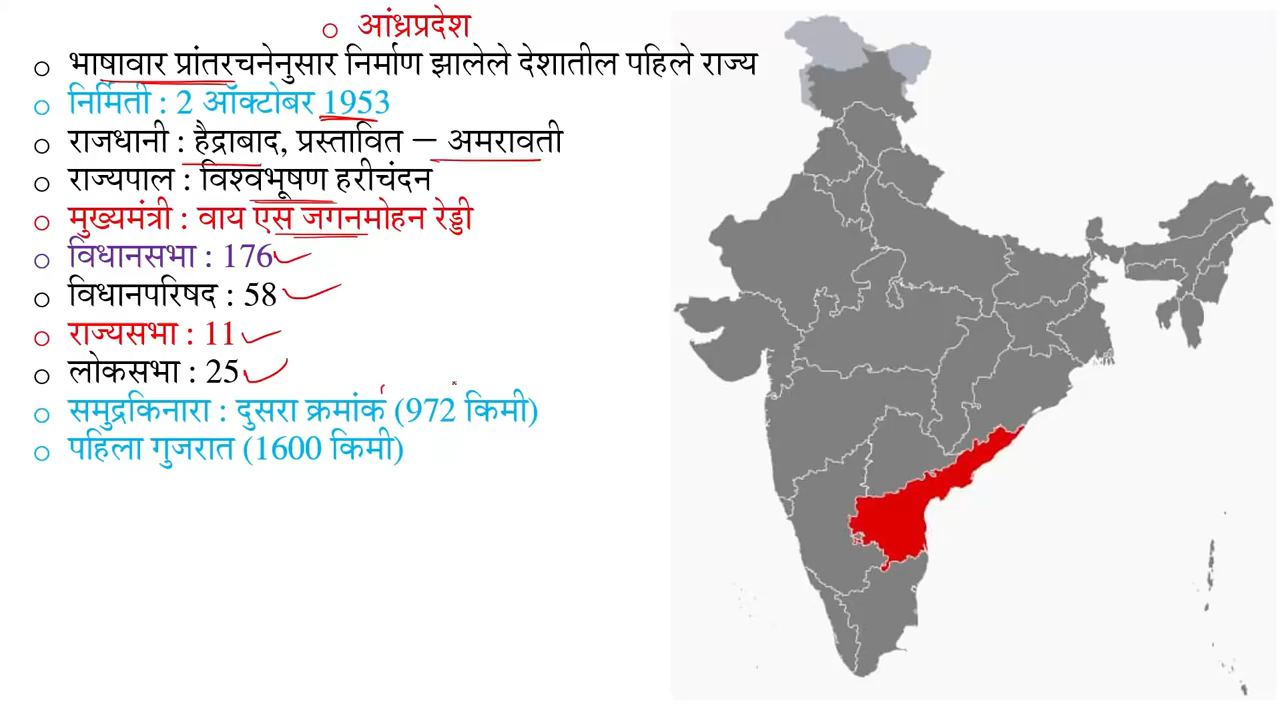 आंध्रप्रदेश
भाषावार प्रांतरचनेनुसार निर्माण झालेले देशातील पहिले राज्य
निर्मिती : 2 ऑक्टोबर 1953
राजधानी : हैद्राबाद, प्रस्तावित – अमरावती
राज्यपाल : विश्वभूषण हरीचंदन
मुख्यमंत्री : वाय एस जगनमोहन रेड्डी
विधानसभा : 176
विधानपरिषद : 58
राज्यसभा : 11
लोकसभा : 25
समुद्रकिनारा : दुसरा क्रमांक (972 किमी)
पहिला गुजरात (1600 किमी)